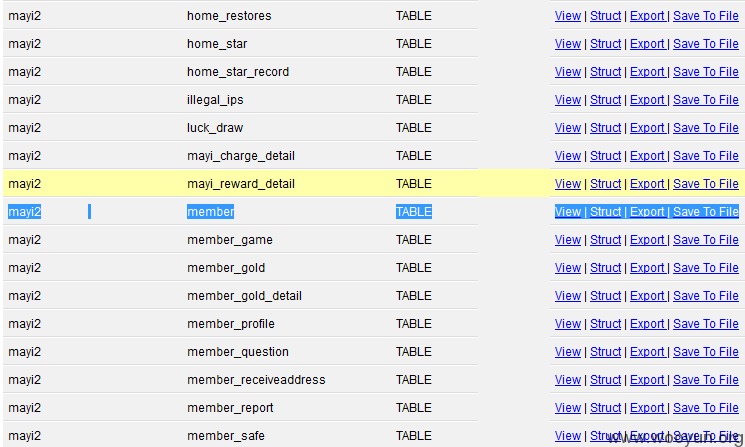 mayi2 home_restores TABLE View | Struct | Export | Save To File
mayi2 home_star TABLE View | Struct | Export | Save To File
mayi2 home_star_record TABLE View | Struct | Export | Save To File
mayi2 illegal_ips TABLE View | Struct | Export | Save To File
mayi2 luck_draw TABLE View | Struct | Export | Save To File
mayi2 mayi_charge_detail TABLE View | Struct | Export | Save To File
mayi2 mayi_reward_detail TABLE View | Struct | Export | Save To File
mayi2 member TABLE View | Struct | Export | Save To File
mayi2 member_game TABLE View | Struct | Export | Save To File
mayi2 member_gold TABLE View | Struct | Export | Save To File
mayi2 member_gold_detail TABLE View | Struct | Export | Save To File
mayi2 member_profile TABLE View | Struct | Export | Save To File
mayi2 member_question TABLE View | Struct | Export | Save To File
mayi2 member_receiveaddress TABLE View | Struct | Export | Save To File
mayi2 member_report TABLE View | Struct | Export | Save To File
mayi2 member_safe TABLE View | Struct | Export | Save To File
www.wooyun.org